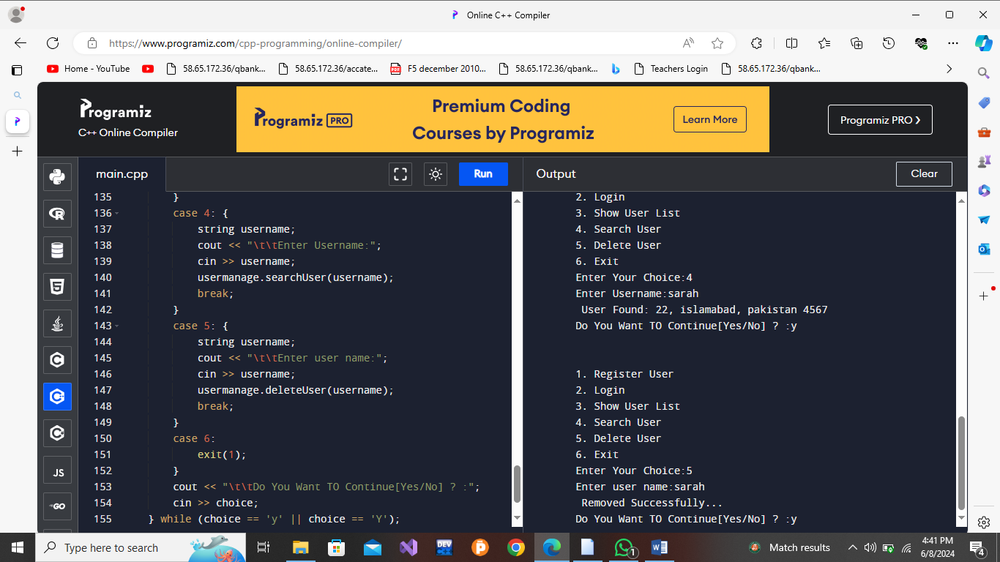 Online C++ Compiler
https://www.programiz.com/cpp-programming/online-compiler/
Home - YouTube
58.65.172.36/qbank...
58.65.172.36/accate...
F5 december 2010...
58.65.172.36/qbank...
Teachers Login
58.65.172.36/qbank...
Programiz
C++ Online Compiler
Programiz PRO
Premium Coding
Courses by Programiz
Learn More
Programiz PRO ❯
main.cpp
Run
Output
Clear
135 }
136 case 4: {
137 string username;
138 cout << "\t\tEnter Username:";
139 cin >> username;
140 usermanage.searchUser(username);
141 break;
142 }
143 case 5: {
144 string username;
145 cout << "\t\tEnter user name:";
146 cin >> username;
147 usermanage.deleteUser(username);
148 break;
149 }
150 case 6:
151 exit(1);
152 }
153 cout << "\t\tDo You Want TO Continue[Yes/No] ? :";
154 cin >> choice;
155 } while (choice == 'y' || choice == 'Y');
2. Login
3. Show User List
4. Search User
5. Delete User
6. Exit
Enter Your Choice:4
Enter Username:sarah
User Found: 22, islamabad, pakistan 4567
Do You Want TO Continue[Yes/No] ? :y
1. Register User
2. Login
3. Show User List
4. Search User
5. Delete User
6. Exit
Enter Your Choice:5
Enter user name:sarah
Removed Successfully...
Do You Want TO Continue[Yes/No] ? :y
JS
GO
Type here to search
DEV
Match results
4:41 PM
6/8/2024
1
4